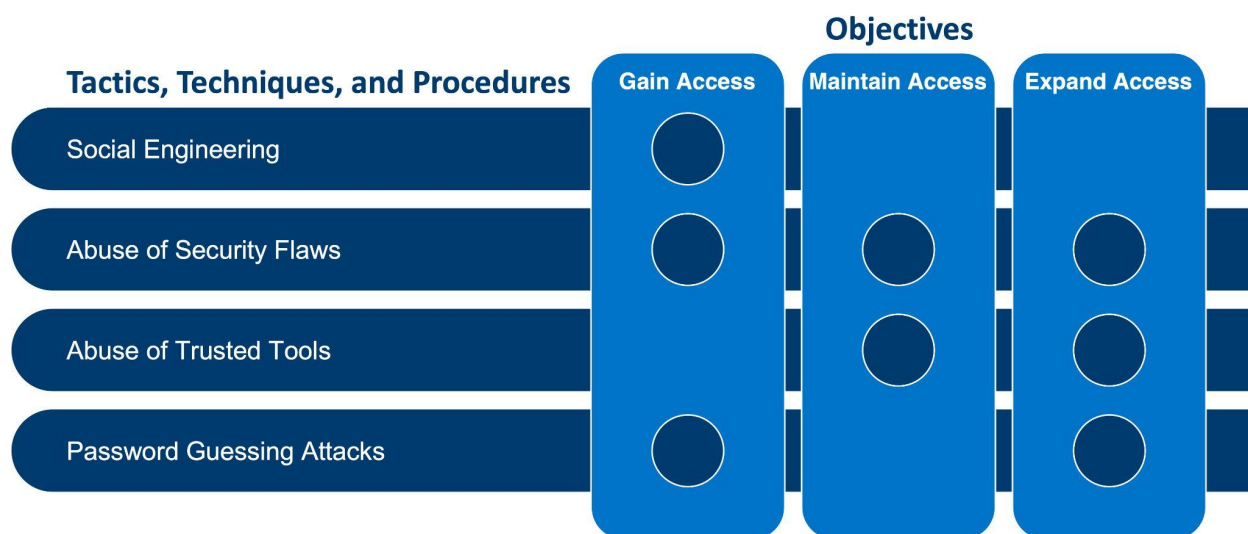 Objectives
Tactics, Techniques, and Procedures
Gain Access
Maintain Access
Expand Access
Social Engineering
Abuse of Security Flaws
Abuse of Trusted Tools
Password Guessing Attacks